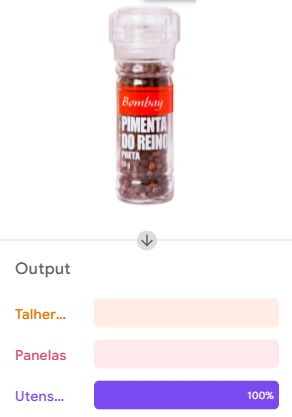 Bombay
PIMENTA
DO REINO
PRETA
Output
Talher...
Panelas
Utens...
100%